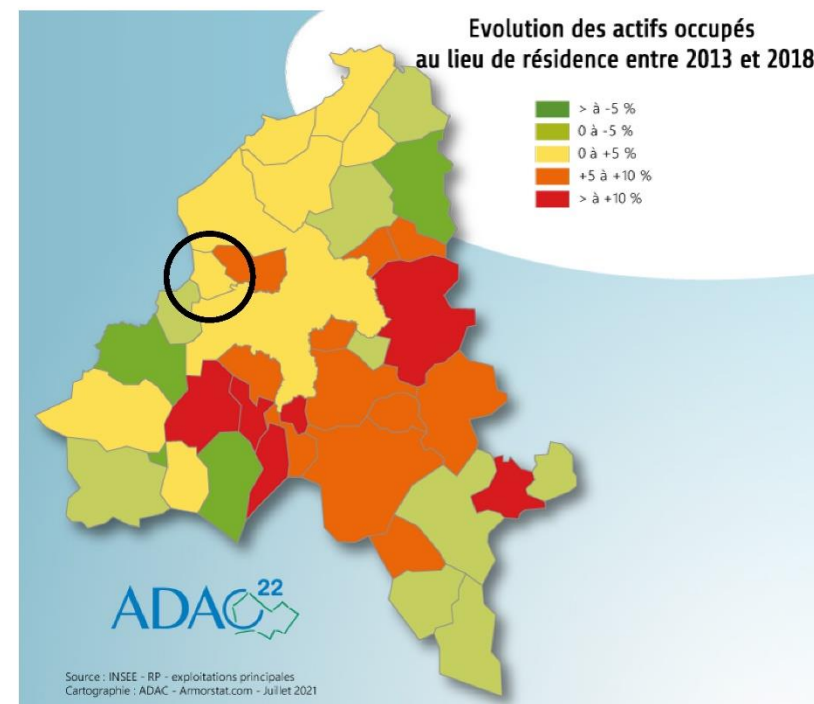 Evolution des actifs occupés
au lieu de résidence entre 2013 et 2018
> à -5 %
0 à -5 %
0 à +5 %
+5 à +10 %
> à +10 %
ADAC22
Source : INSEE - RP - exploitations principales
Cartographie : ADAC - Armorstat.com - Juillet 2021